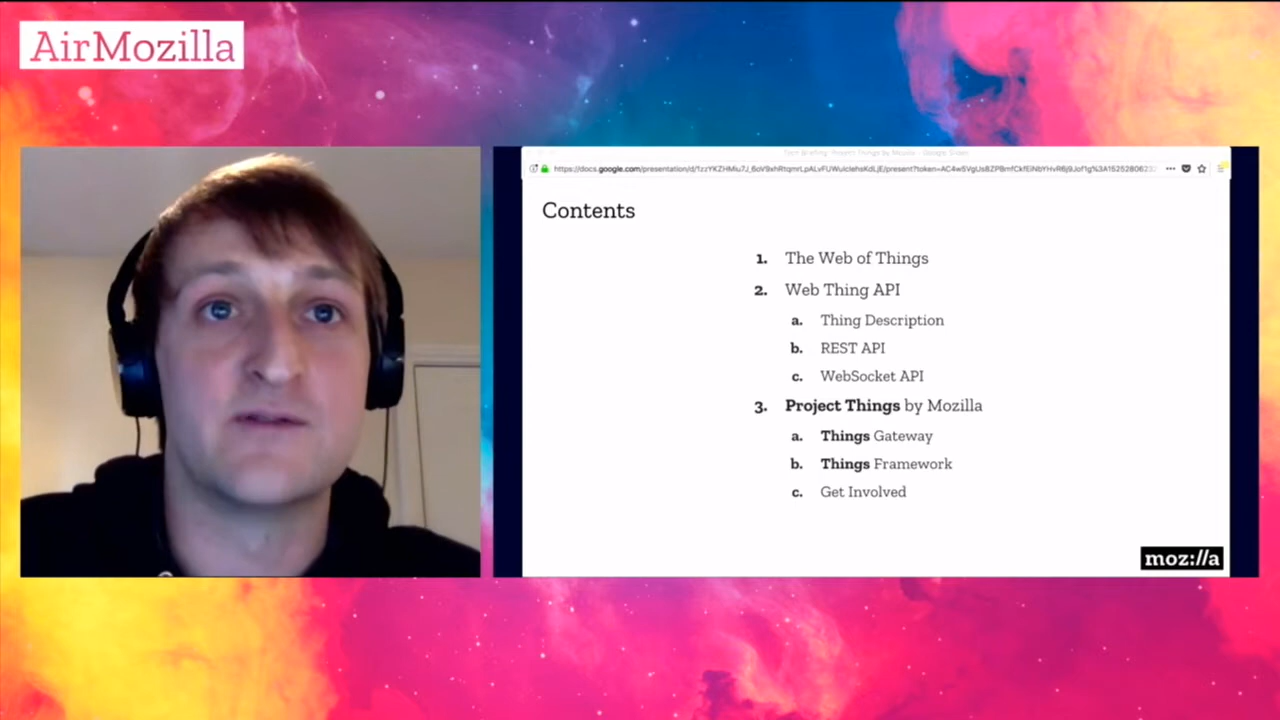 AirMozilla
Contents
1. The Web of Things
2. Web Thing API
a. Thing Description
b. REST API
c. WebSocket API
3. Project Things by Mozilla
a. Things Gateway
b. Things Framework
c. Get Involved
moz://a